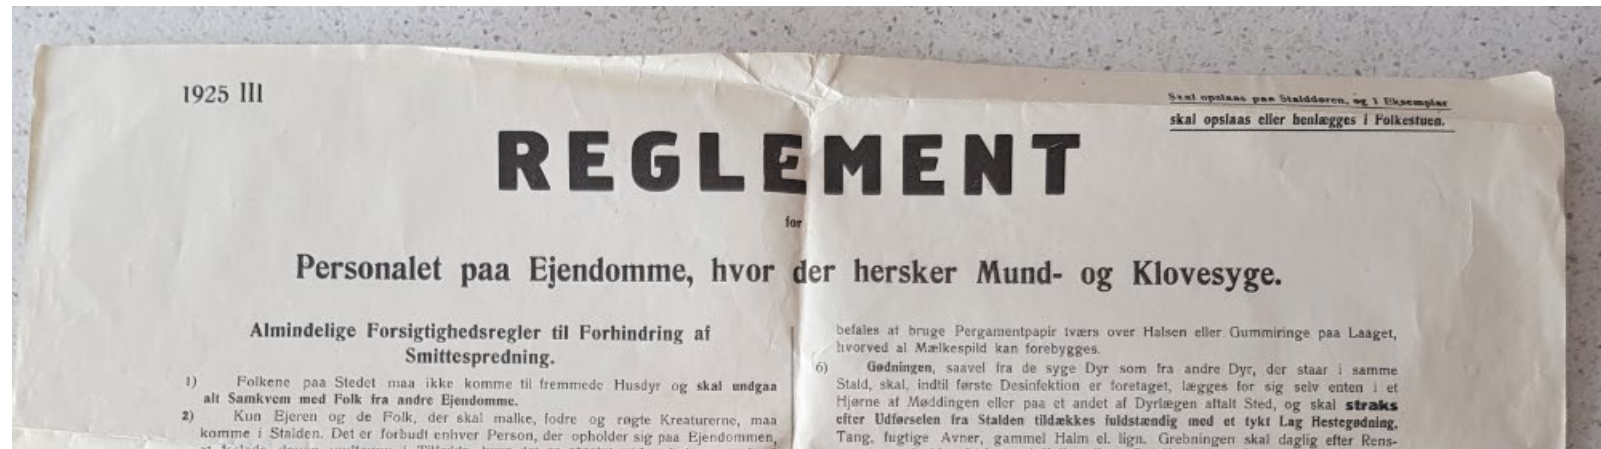 1925 III
Skal opslaas paa Stalddøren, og 1 Eksemplar
skal opslaas eller henlægges i Folkestuen.
REGLEMENT
for
Personalet paa Ejendomme, hvor der hersker Mund- og Klovesyge.
Almindelige Forsigtighedsregler til Forhindring af
Smittespredning.
1) Folkene paa Stedet maa ikke komme til fremmede Husdyr og skal undgaa
alt Samkvem med Folk fra andre Ejendomme.
2) Kun Ejeren og de Folk, der skal malke, fodre og røgte Kreaturerne, maa
komme i Stalden. Det er forbudt enhver Person, der opholder sig paa Ejendommen,
befales at bruge Pergamentpapir tværs over Halsen eller Gummiringe paa Laaget,
hvorved al Mælkespild kan forebygges.
6) Gødningen, saavel fra de syge Dyr som fra andre Dyr, der staar i samme
Stald, skal, indtil første Desinfektion er foretaget, lægges for sig selv enten i et
Hjørne af Møddingen eller paa et andet af Dyrlægen aftalt Sted, og skal straks
efter Udførselen fra Stalden tildækkes fuldstændig med et tykt Lag Hestegødning,
Tang, fugtige Avner, gammel Halm el. lign. Grebningen skal daglig efter Rens-